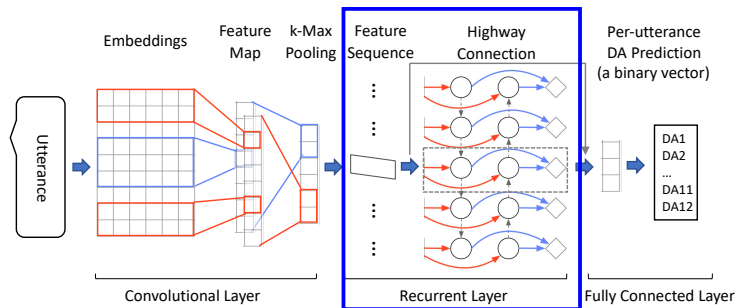 Embeddings
Feature
Map
k-Max
Pooling
Feature
Sequence
Highway
Connection
Per-utterance
DA Prediction
(a binary vector)
Utterance
...
...
...
...
DA1
DA2
...
DA11
DA12
Convolutional Layer
Recurrent Layer
Fully Connected Layer